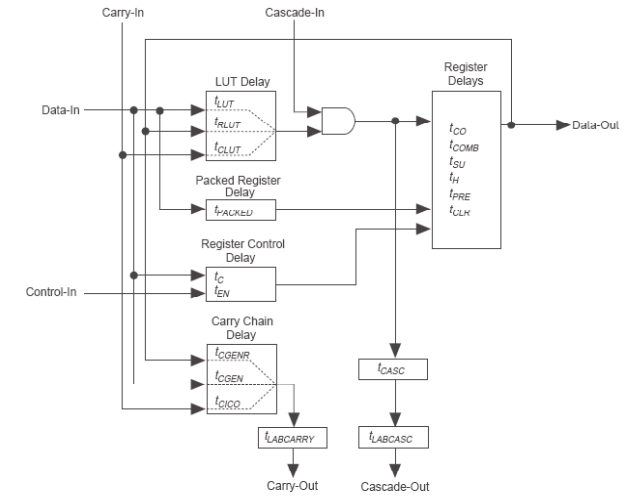 Carry-In
Cascade-In
LUT Delay
Register
Delays
Data-In
tLUT
tRLUT
tCLUT
tCO
tCOMB
tSU
tH
tPRE
tCLR
Data-Out
Packed Register
Delay
tPACKED
Register Control
Delay
tC
tEN
Control-In
Carry Chain
Delay
tCGENR
tCGEN
tCICO
tCASC
tLABCARRY
tLABCASC
Carry-Out
Cascade-Out